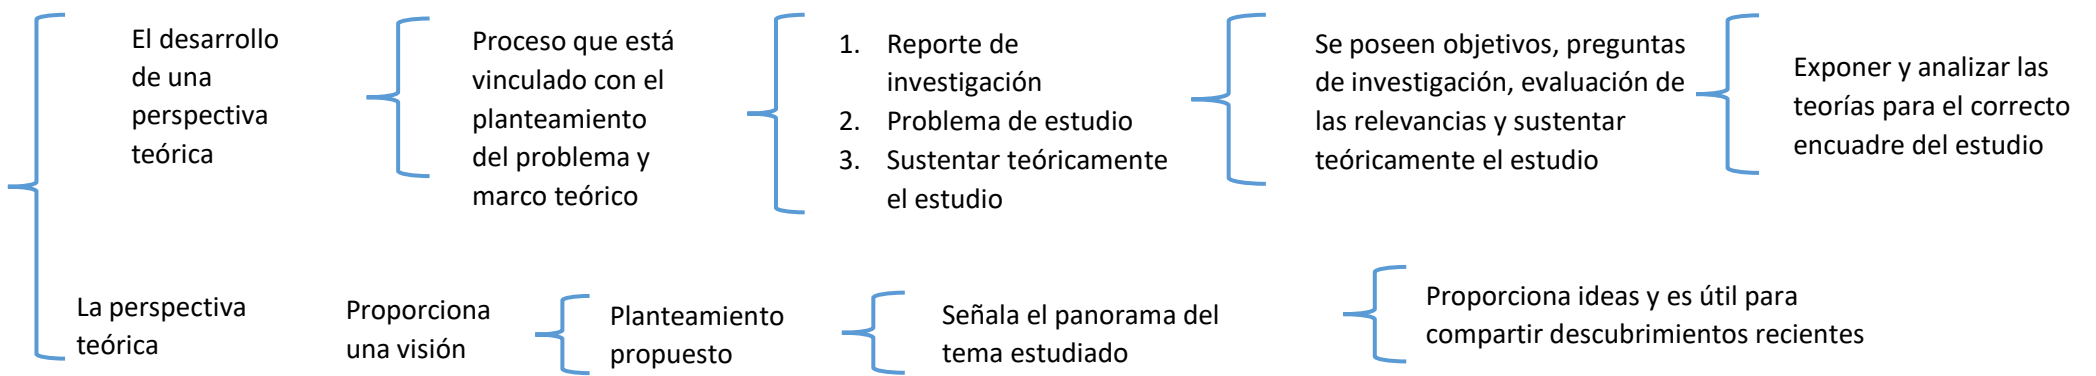 El desarrollo
de una
perspectiva
teórica
Proceso que está
vinculado con el
planteamiento
del problema y
marco teórico
1. Reporte de
investigación
2. Problema de estudio
3. Sustentar teóricamente
el estudio
Se poseen objetivos, preguntas
de investigación, evaluación de
las relevancias y sustentar
teóricamente el estudio
Exponer y analizar las
teorías para el correcto
encuadre del estudio
La perspectiva
teórica
Proporciona
una visión
Planteamiento
propuesto
Señala el panorama del
tema estudiado
Proporciona ideas y es útil para
compartir descubrimientos recientes